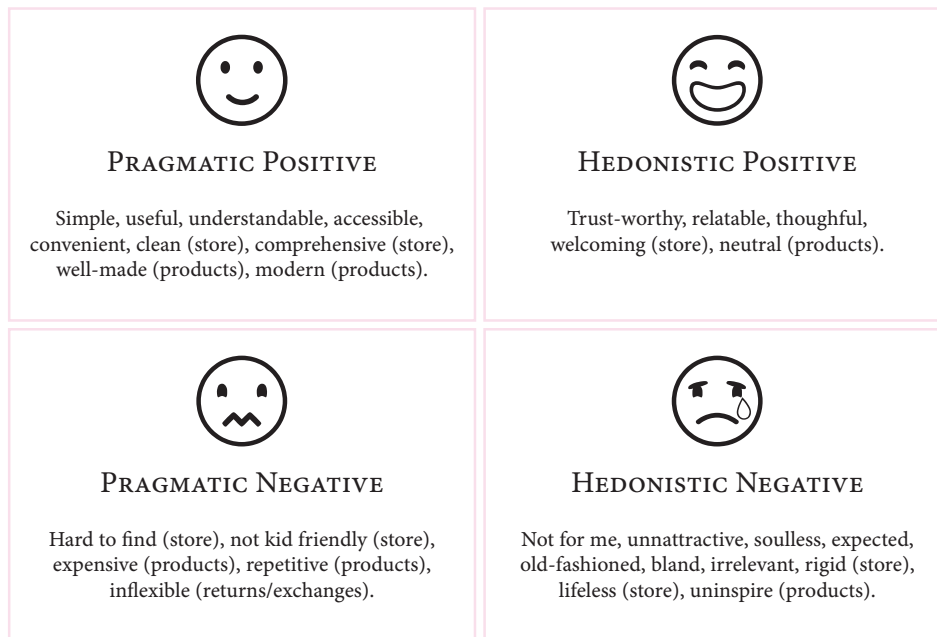 Pragmatic Positive
Simple, useful, understandable, accessible,
convenient, clean (store), comprehensive (store),
well-made (products), modern (products).
Hedonistic Positive
Trust-worthy, relatable, thoughful,
welcoming (store), neutral (products).
Pragmatic Negative
Hard to find (store), not kid friendly (store),
expensive (products), repetitive (products),
inflexible (returns/exchanges).
Hedonistic Negative
Not for me, unnattractive, soulless, expected,
old-fashioned, bland, irrelevant, rigid (store),
lifeless (store), uninspire (products).